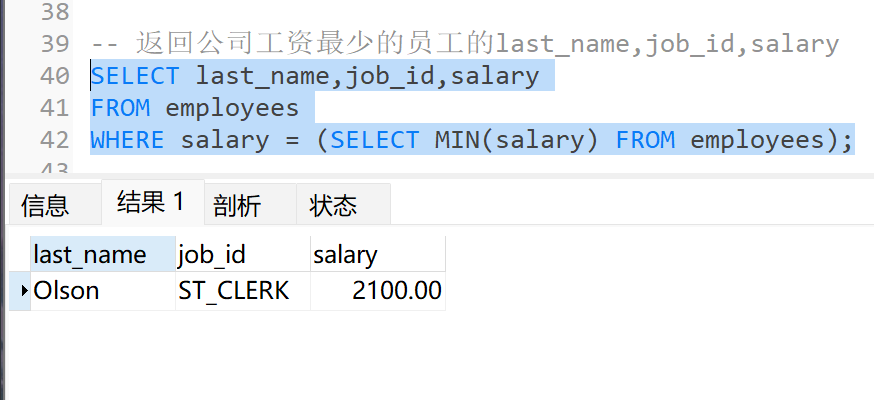 38
39 -- 返回公司工资最少的员工的last_name,job_id,salary
40 SELECT last_name,job_id,salary
41 FROM employees
42 WHERE salary = (SELECT MIN(salary) FROM employees);
43
信息 结果 1 剖析 状态
last_name job_id salary
Olson ST_CLERK 2100.00